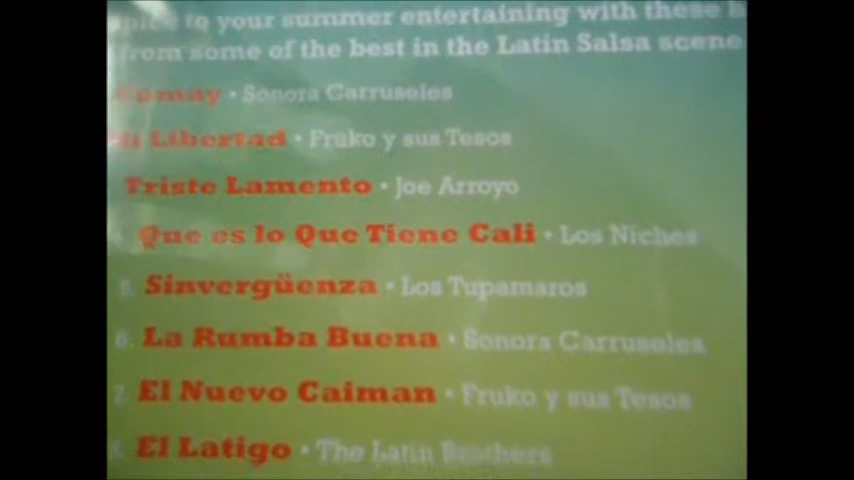 to your summer entertaining with these
from some of the best in the Latin Salsa scene
• Sonora Carruseles
Mi Libertad • Fruko y sus Tesos
Triste Lamento • Joe Arroyo
Que es lo Que Tiene Cali • Los Niches
5. Sinvergüenza • Los Tupamaros
6. La Rumba Buena • Sonora Carruseles
7. El Nuevo Caiman • Fruko y sus Tesos
El Latigo • The Latin Brothers